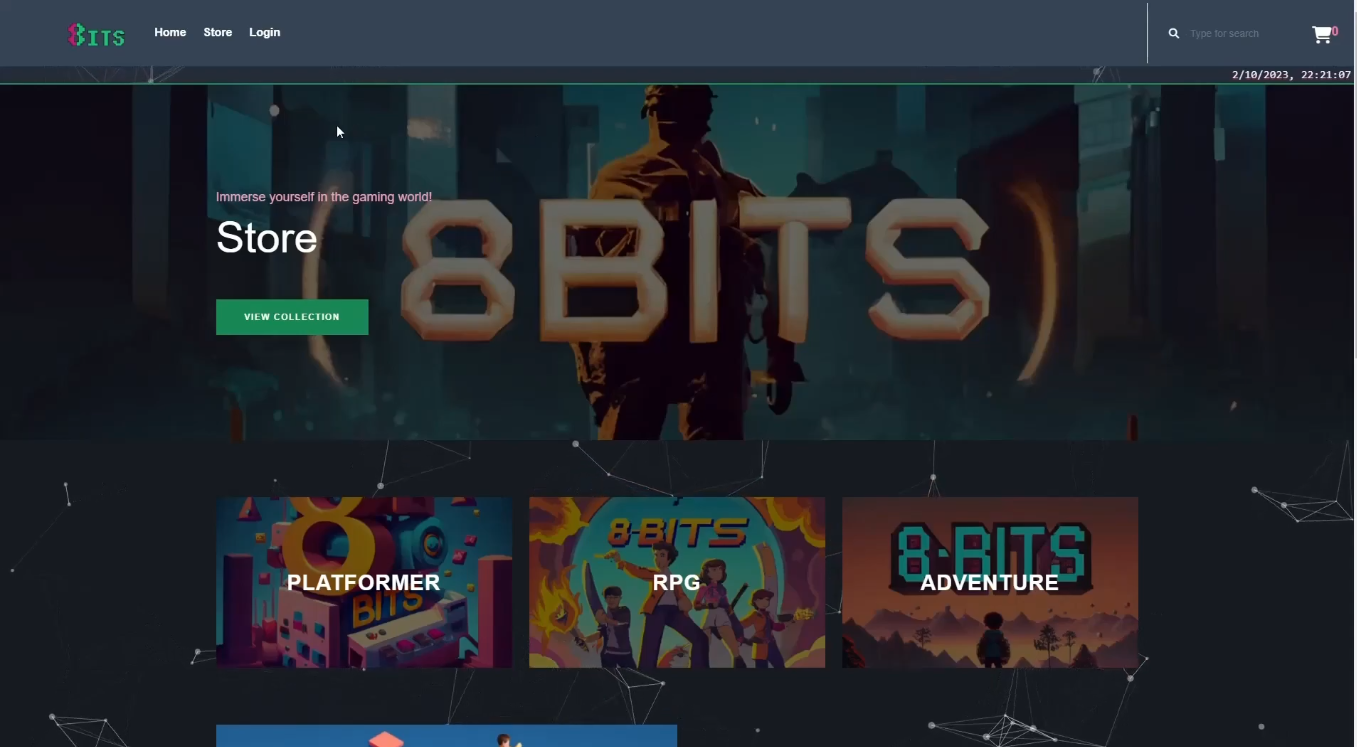 8ITS
Home Store Login
Type for search
0
2/10/2023, 22:21:07
Immerse yourself in the gaming world!
Store
8BITS
VIEW COLLECTION
8
BITS
PLATFORMER
8-BITS
RPG
8-BITS
ADVENTURE